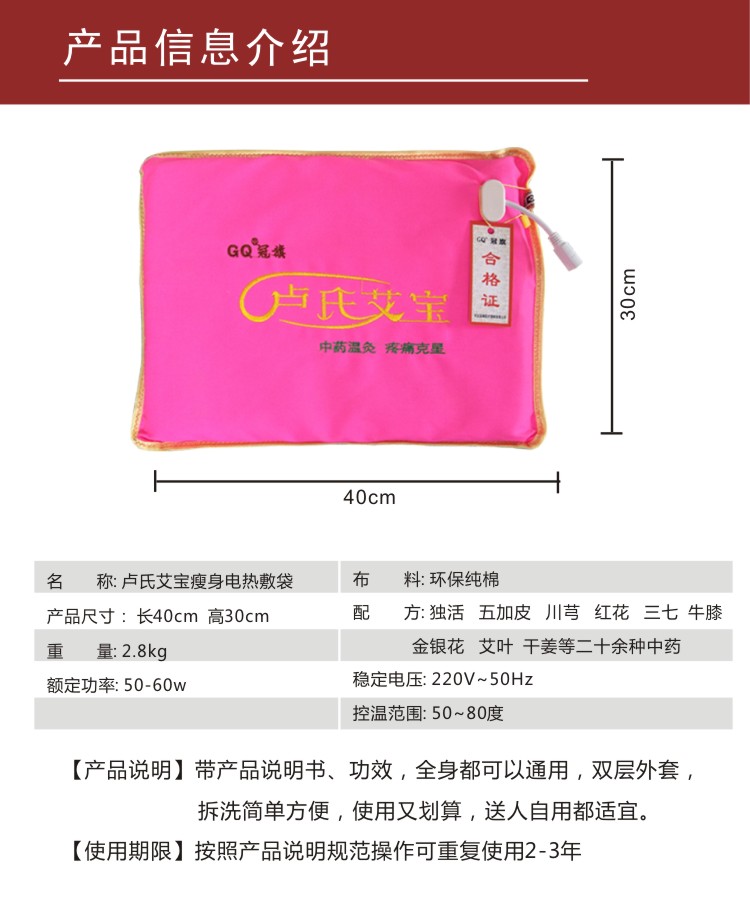 产品信息介绍
GQ®冠旗
卢氏艾宝
中药温灸 疼痛克星
GQ®冠旗
合格证
30cm
40cm
名 称: 卢氏艾宝瘦身电热敷袋
布 料: 环保纯棉
产品尺寸: 长40cm 高30cm
配 方: 独活 五加皮 川芎 红花 三七 牛膝
金银花 艾叶 干姜等二十余种中药
重 量: 2.8kg
稳定电压: 220V~50Hz
额定功率: 50-60w
控温范围: 50~80度
【产品说明】带产品说明书、功效，全身都可以通用，双层外套，
拆洗简单方便，使用又划算，送人自用都适宜。
【使用期限】按照产品说明规范操作可重复使用2-3年